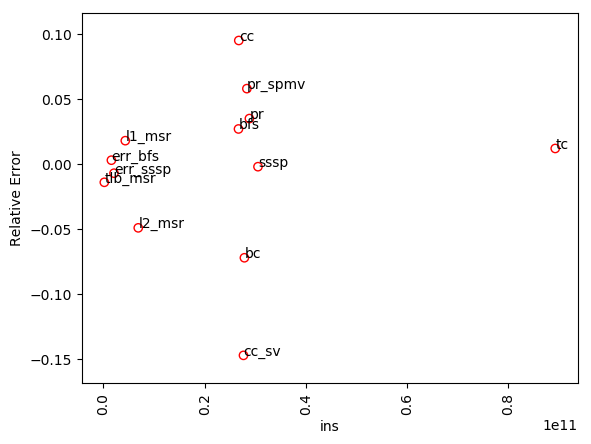 0.10
0.05
0.00
−0.05
−0.10
−0.15
Relative Error
cc
pr_spmv
pr
bfs
l1_msr
tc
err_bfs
sssp
err_sssp
tlb_msr
l2_msr
bc
cc_sv
0.0
0.2
0.4
0.6
0.8
ins
1e11